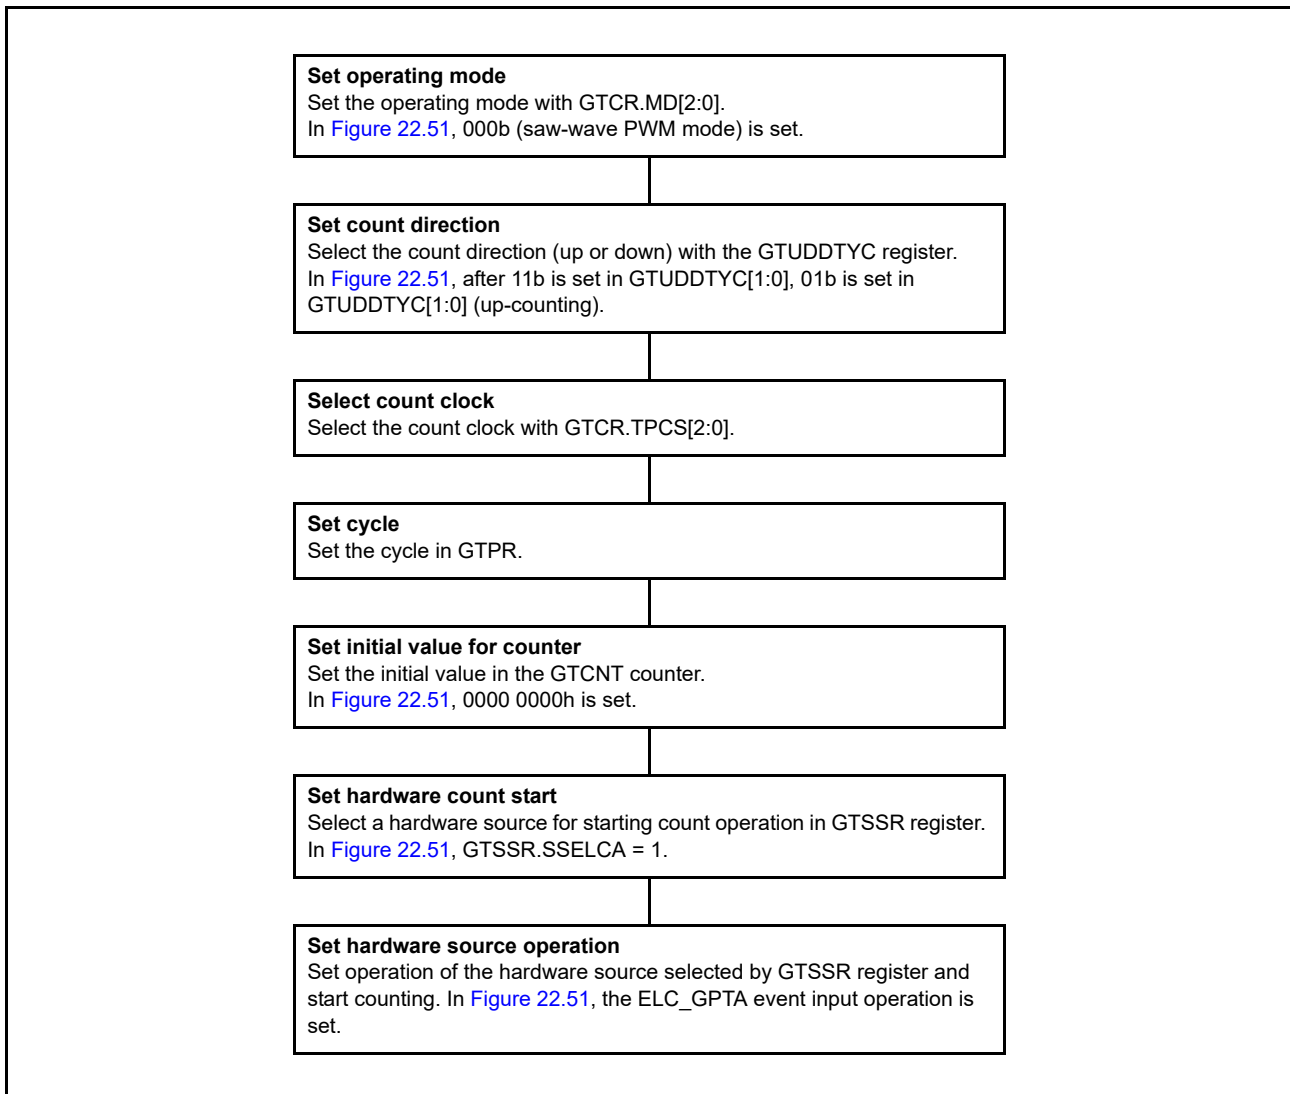 Set operating mode
Set the operating mode with GTCR.MD[2:0].
In Figure 22.51, 000b (saw-wave PWM mode) is set.
Set count direction
Select the count direction (up or down) with the GTUDDTYC register.
In Figure 22.51, after 11b is set in GTUDDTYC[1:0], 01b is set in
GTUDDTYC[1:0] (up-counting).
Select count clock
Select the count clock with GTCR.TPCS[2:0].
Set cycle
Set the cycle in GTPR.
Set initial value for counter
Set the initial value in the GTCNT counter.
In Figure 22.51, 0000 0000h is set.
Set hardware count start
Select a hardware source for starting count operation in GTSSR register.
In Figure 22.51, GTSSR.SSELCA = 1.
Set hardware source operation
Set operation of the hardware source selected by GTSSR register and
start counting. In Figure 22.51, the ELC_GPTA event input operation is
set.